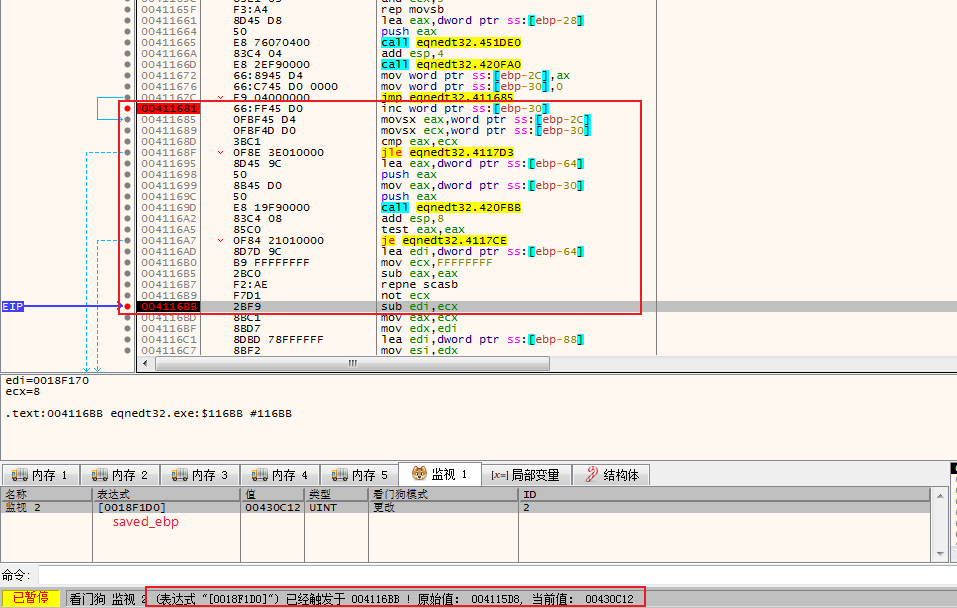 0041165F F3:A4 rep movsb
00411661 8D45 D8 lea eax,dword ptr ss:[ebp-28]
00411664 50 push eax
00411665 E8 76070400 call eqnedt32.451DE0
0041166A 83C4 04 add esp,4
0041166D E8 2EF90000 call eqnedt32.420FA0
00411672 66:8945 D4 mov word ptr ss:[ebp-2C],ax
00411676 66:C745 D0 0000 mov word ptr ss:[ebp-30],0
0041167C E9 04000000 jmp eqnedt32.411685
00411681 66:FF45 D0 inc word ptr ss:[ebp-30]
00411685 0FBF45 D4 movsx eax,word ptr ss:[ebp-2C]
00411689 0FBF4D D0 movsx ecx,word ptr ss:[ebp-30]
0041168D 3BC1 cmp eax,ecx
0041168F 0F8E 3E010000 jle eqnedt32.4117D3
00411695 8D45 9C lea eax,dword ptr ss:[ebp-64]
00411698 50 push eax
00411699 8B45 D0 mov eax,dword ptr ss:[ebp-30]
0041169C 50 push eax
0041169D E8 19F90000 call eqnedt32.420FBB
004116A2 83C4 08 add esp,8
004116A5 85C0 test eax,eax
004116A7 0F84 21010000 je eqnedt32.4117CE
004116AD 8D7D 9C lea edi,dword ptr ss:[ebp-64]
004116B0 B9 FFFFFFFF mov ecx,FFFFFFFF
004116B5 2BC0 sub eax,eax
004116B7 F2:AE repne scasb
004116B9 F7D1 not ecx
EIP 004116BB 2BF9 sub edi,ecx
004116BD 8BC1 mov eax,ecx
004116BF 8BD7 mov edx,edi
004116C1 8DBD 78FFFFFF lea edi,dword ptr ss:[ebp-88]
004116C7 8BF2 mov esi,edx
edi=0018F170
ecx=8
.text:004116BB eqnedt32.exe:$116BB #116BB
内存 1 内存 2 内存 3 内存 4 内存 5 监视 1 [x=] 局部变量 结构体
名称 表达式 值 类型 看门狗模式 ID
监视 2 [0018F1D0] 00430C12 UINT 更改 2
saved_ebp
命令:
已暂停 看门狗 监视 2 (表达式 "[0018F1D0]") 已经触发于 004116BB ! 原始值: 004115D8, 当前值: 00430C12